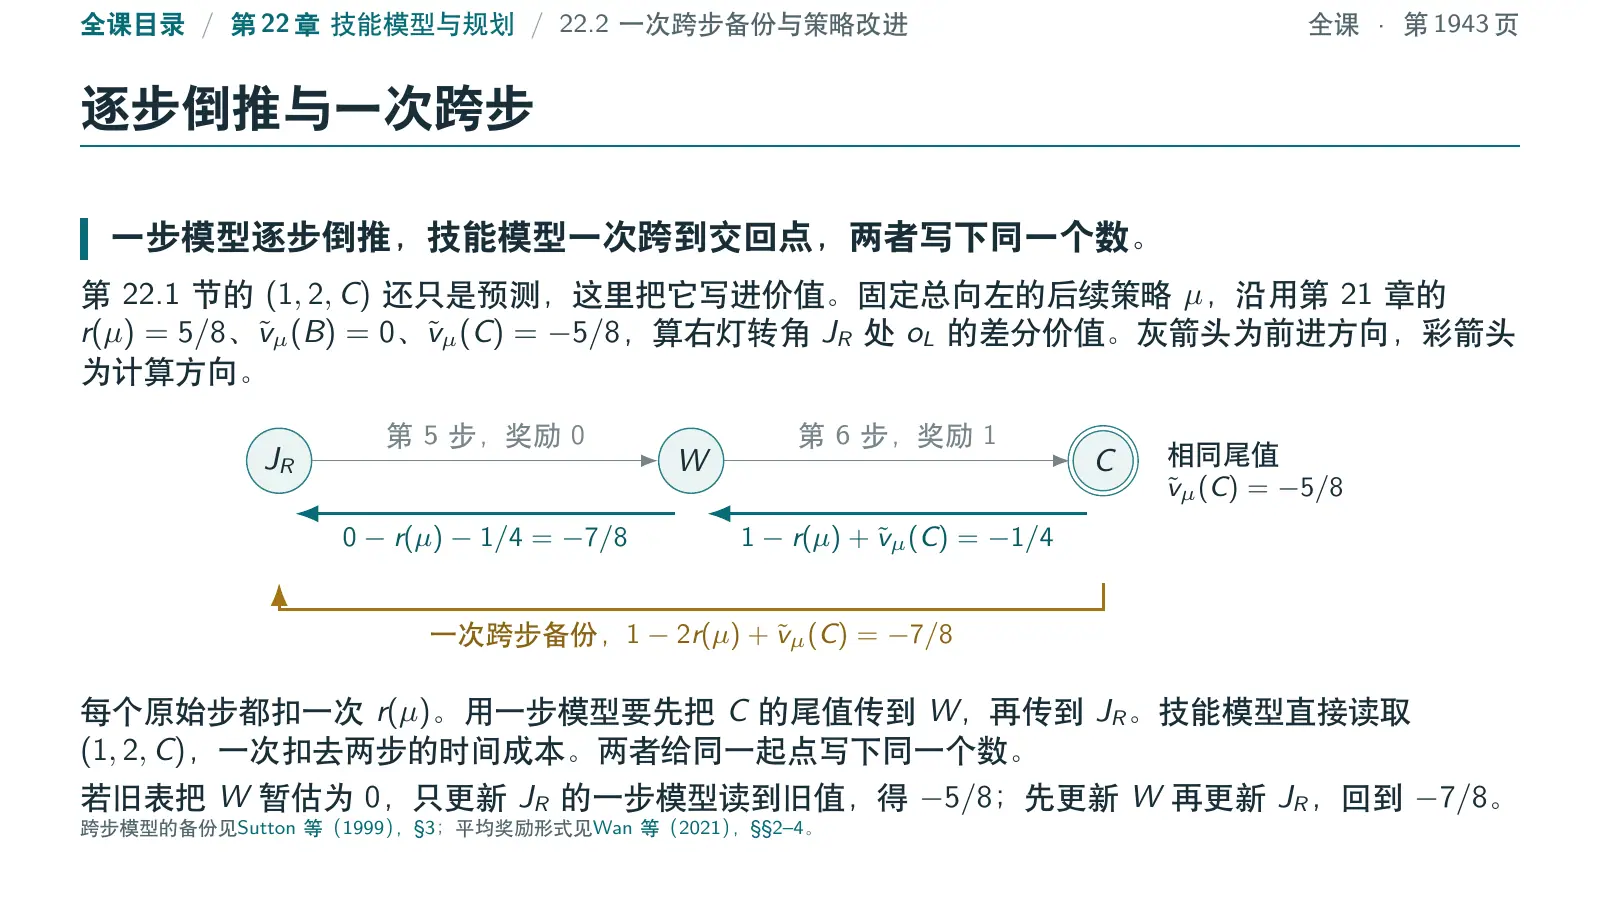 全课目录 / 第 22 章 技能模型与规划 / 22.2 一次跨步备份与策略改进
全课 · 第 1943 页
逐步倒推与一次跨步
一步模型逐步倒推，技能模型一次跨到交回点，两者写下同一个数。
第 22.1 节的 (1, 2, C) 还只是预测，这里把它写进价值。固定总向左的后续策略 μ，沿用第 21 章的
r(μ) = 5/8、ṽμ(B) = 0、ṽμ(C) = −5/8，算右灯转角 J_R 处 o_L 的差分价值。灰箭头为前进方向，彩箭头
为计算方向。
第 5 步，奖励 0
第 6 步，奖励 1
J_R
W
C
相同尾值
ṽμ(C) = −5/8
0 − r(μ) − 1/4 = −7/8
1 − r(μ) + ṽμ(C) = −1/4
一次跨步备份，1 − 2r(μ) + ṽμ(C) = −7/8
每个原始步都扣一次 r(μ)。用一步模型要先把 C 的尾值传到 W，再传到 J_R。技能模型直接读取
(1, 2, C)，一次扣去两步的时间成本。两者给同一起点写下同一个数。
若旧表把 W 暂估为 0，只更新 J_R 的一步模型读到旧值，得 −5/8；先更新 W 再更新 J_R，回到 −7/8。
跨步模型的备份见Sutton 等（1999），§3；平均奖励形式见Wan 等（2021），§§2–4。